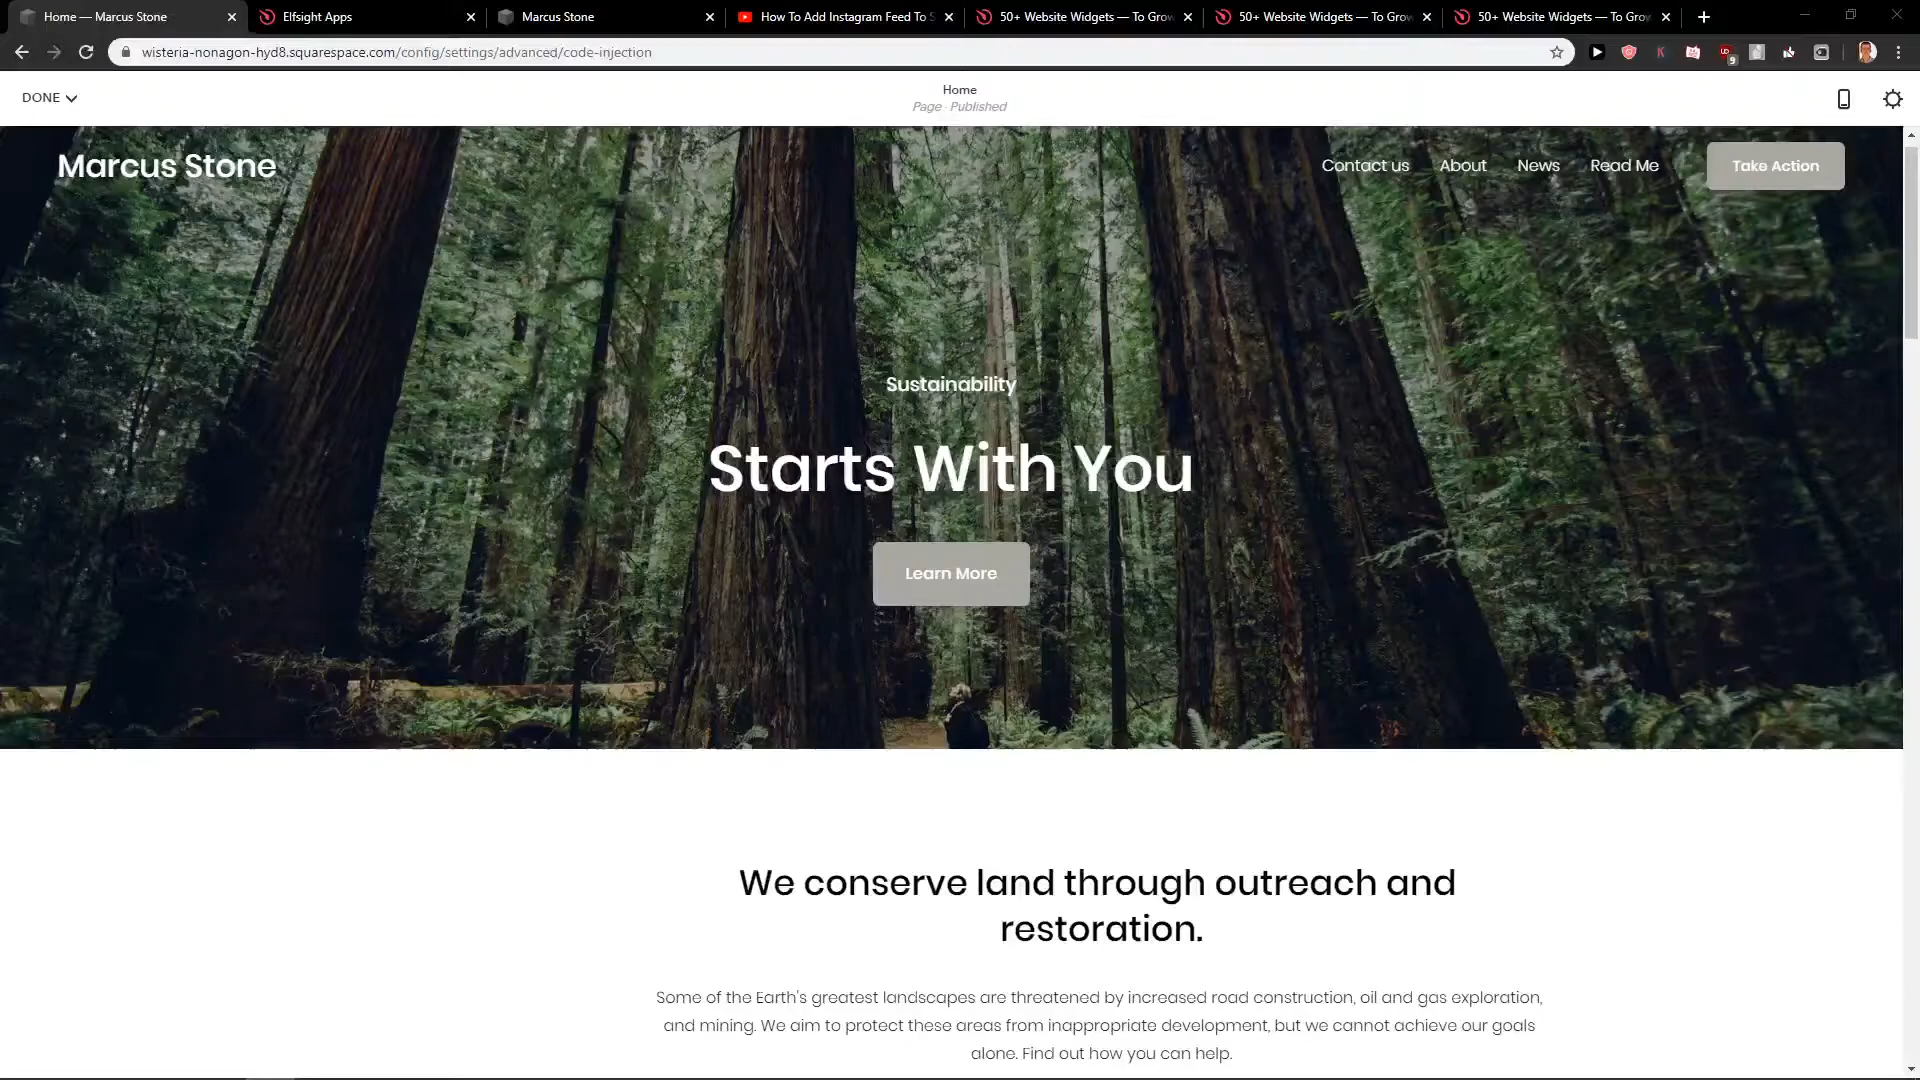 Home — Marcus Stone
Elfsight Apps
Marcus Stone
How To Add Instagram Feed To S
50+ Website Widgets — To Grow
50+ Website Widgets — To Grow
50+ Website Widgets — To Grow
wisteria-nonagon-hyd8.squarespace.com/config/settings/advanced/code-injection
9
DONE
Home
Page · Published
Marcus Stone
Contact us
About
News
Read Me
Take Action
Sustainability
Starts With You
Learn More
We conserve land through outreach and
restoration.
Some of the Earth's greatest landscapes are threatened by increased road construction, oil and gas exploration,
and mining. We aim to protect these areas from inappropriate development, but we cannot achieve our goals
alone. Find out how you can help.